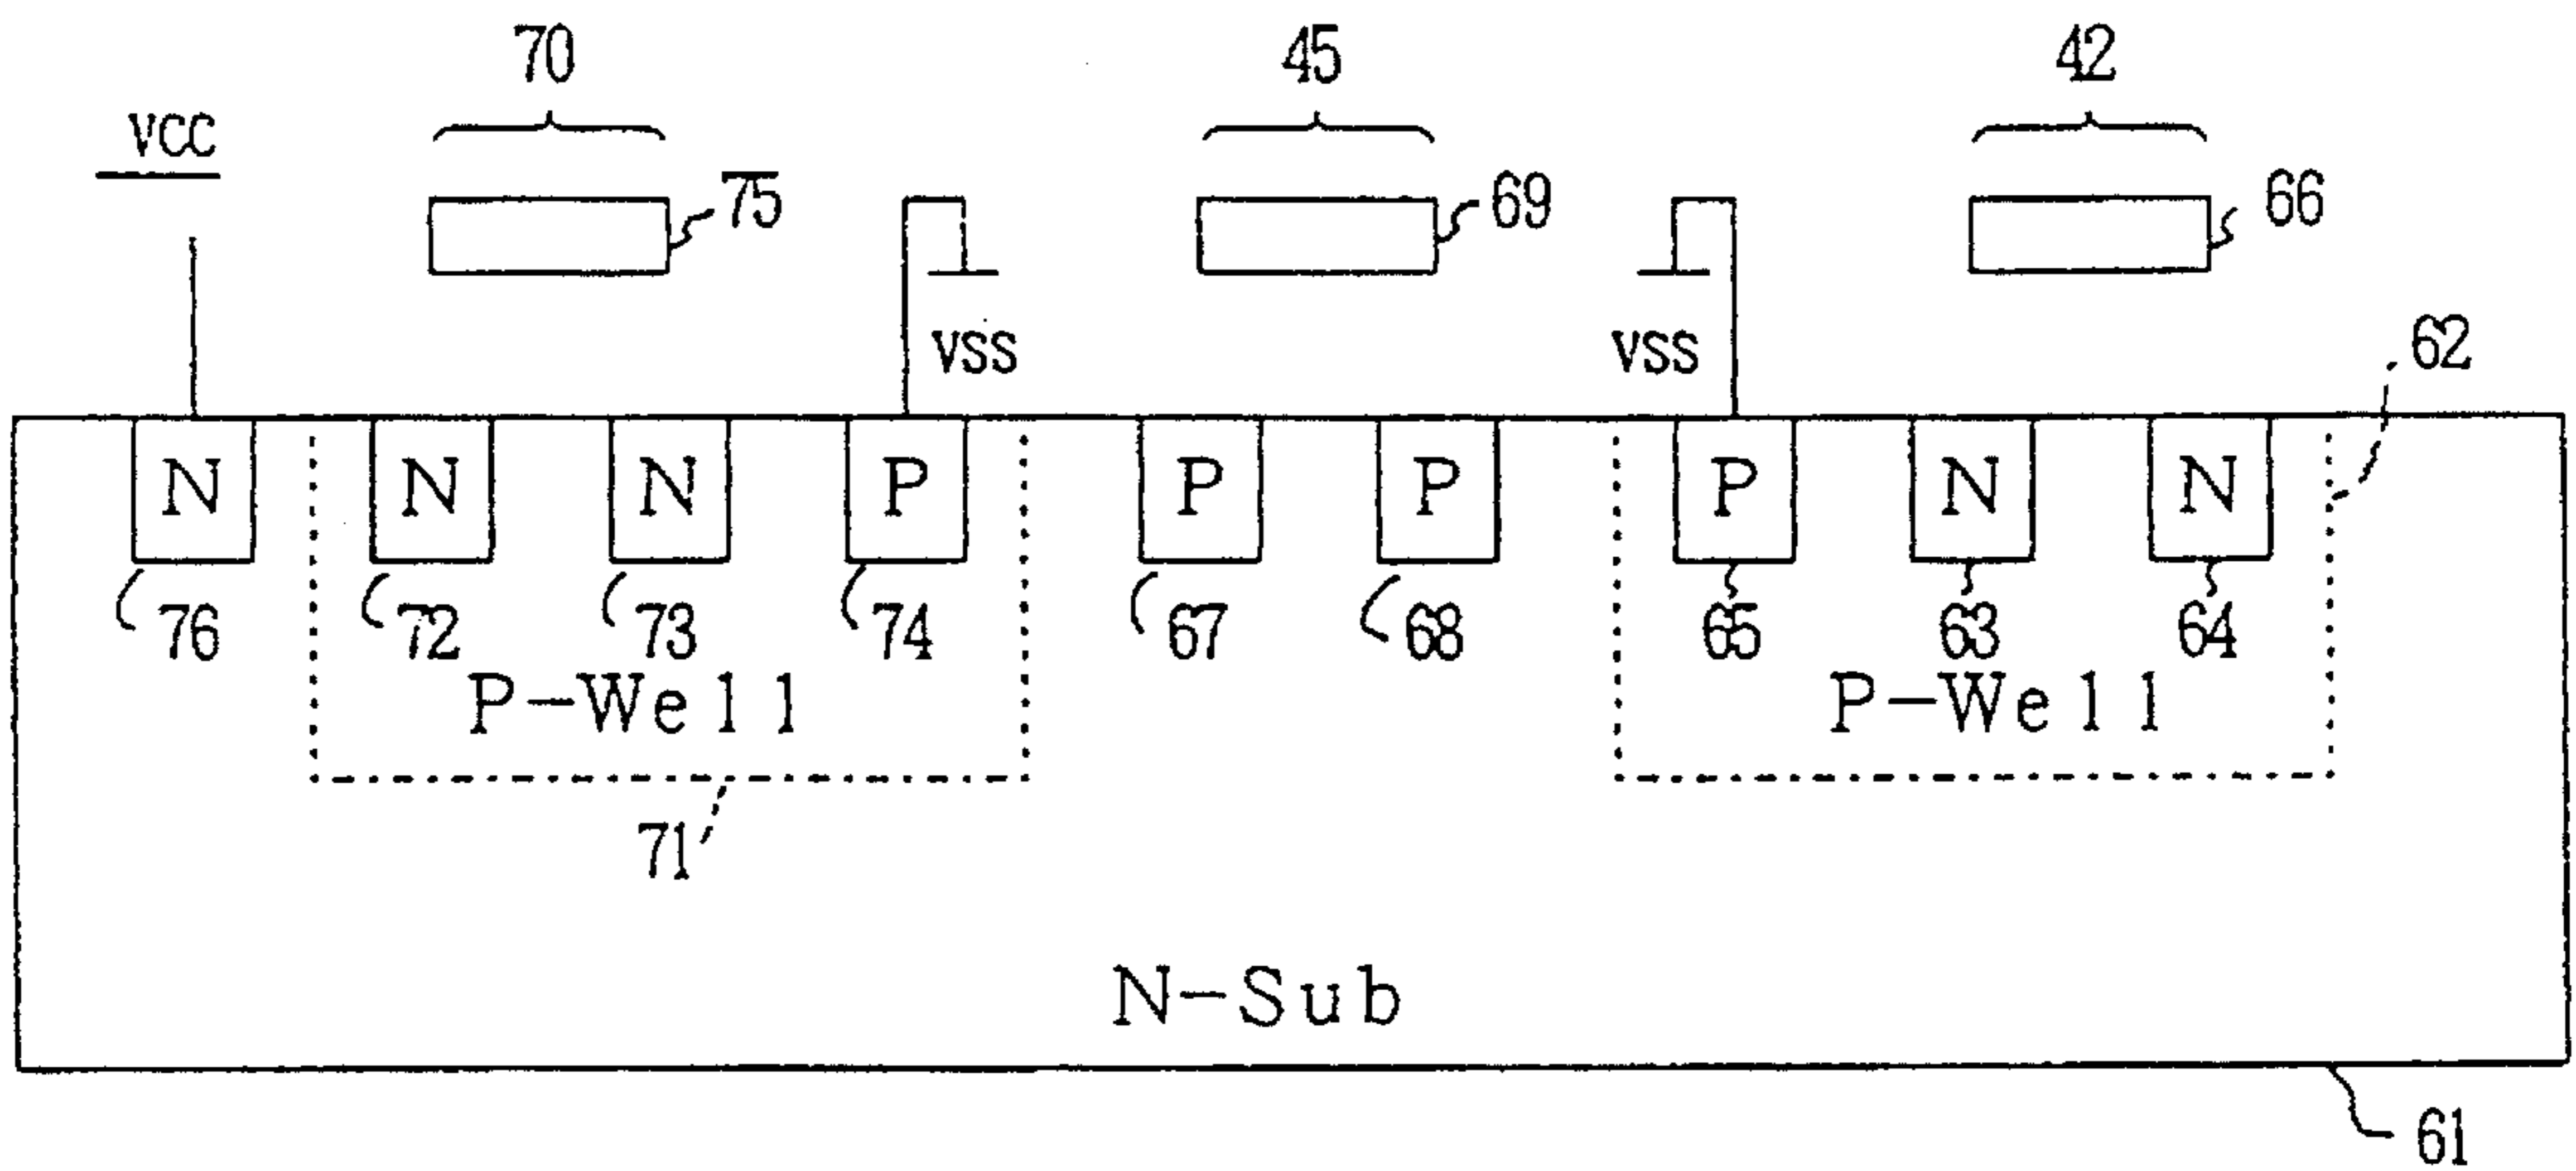 70 45 42
VCC
75 69 66
VSS VSS 62
N N N P P P P N N
76 72 73 74 67 68 65 63 64
P-Well P-Well
71
N-Sub
61